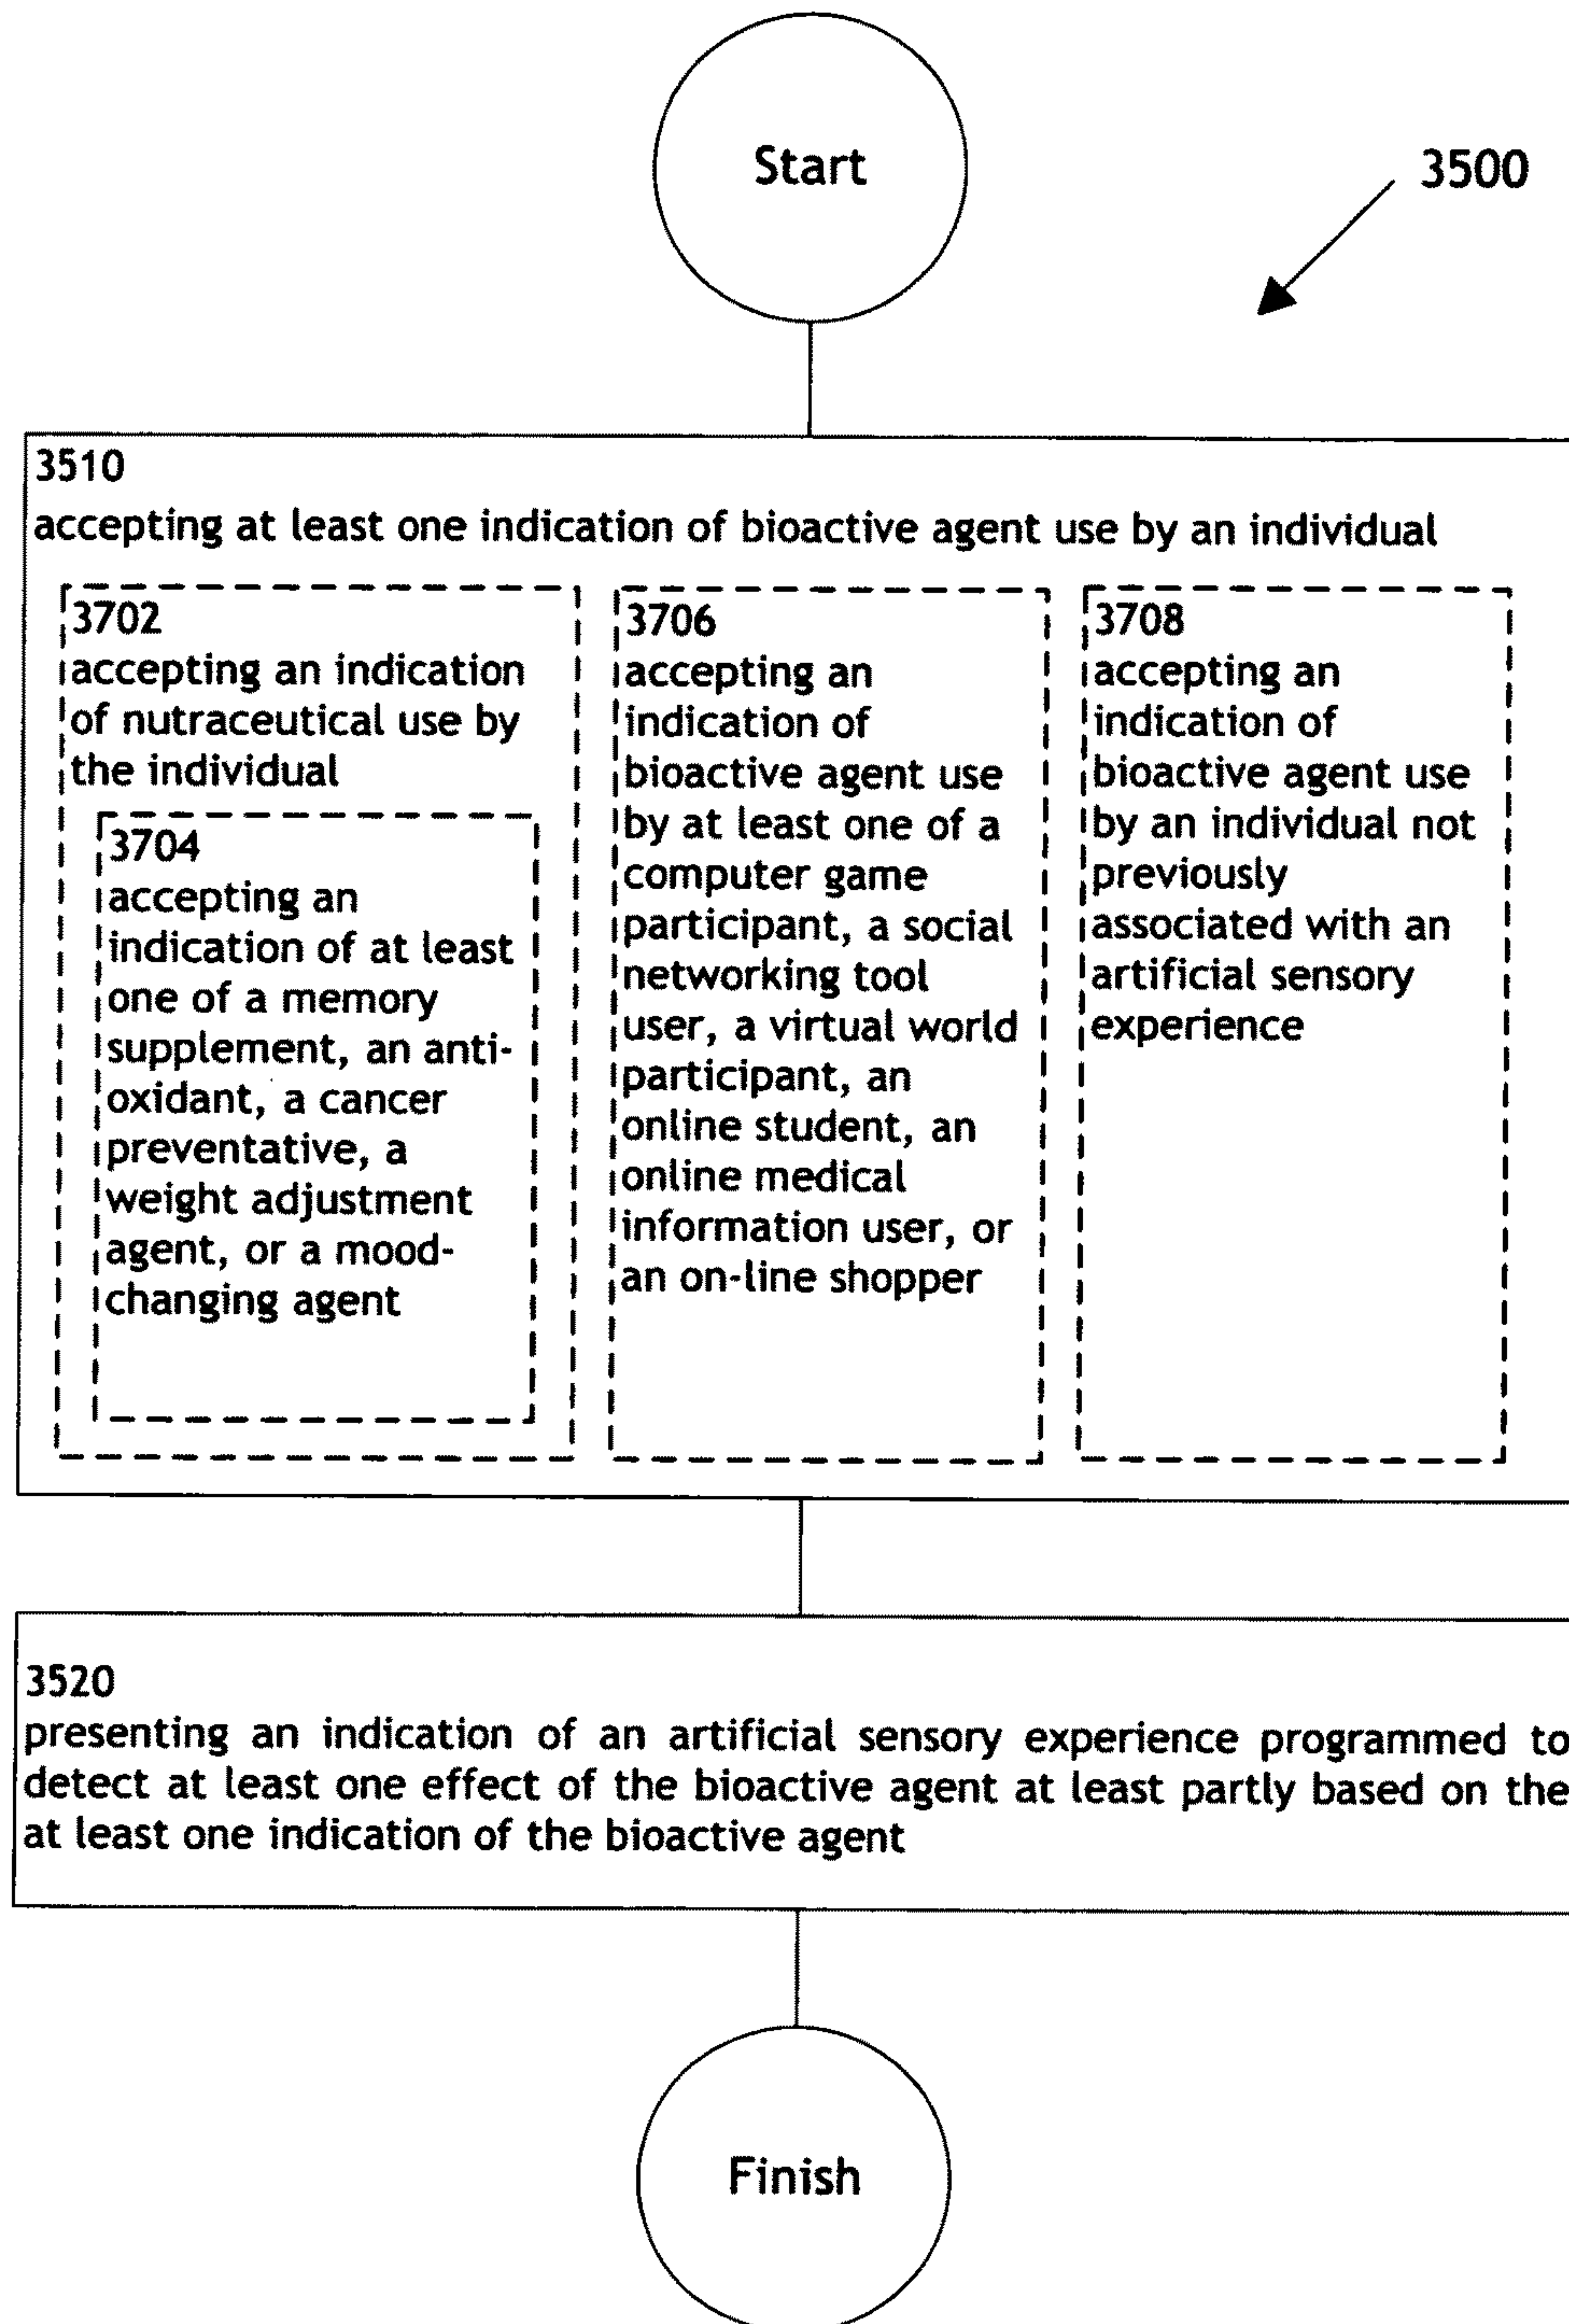 Start
3500
3510
accepting at least one indication of bioactive agent use by an individual
3702
accepting an indication
of nutraceutical use by
the individual
3704
accepting an
indication of at least
one of a memory
supplement, an anti-
oxidant, a cancer
preventative, a
weight adjustment
agent, or a mood-
changing agent
3706
accepting an
indication of
bioactive agent use
by at least one of a
computer game
participant, a social
networking tool
user, a virtual world
participant, an
online student, an
online medical
information user, or
an on-line shopper
3708
accepting an
indication of
bioactive agent use
by an individual not
previously
associated with an
artificial sensory
experience
3520
presenting an indication of an artificial sensory experience programmed to
detect at least one effect of the bioactive agent at least partly based on the
at least one indication of the bioactive agent
Finish